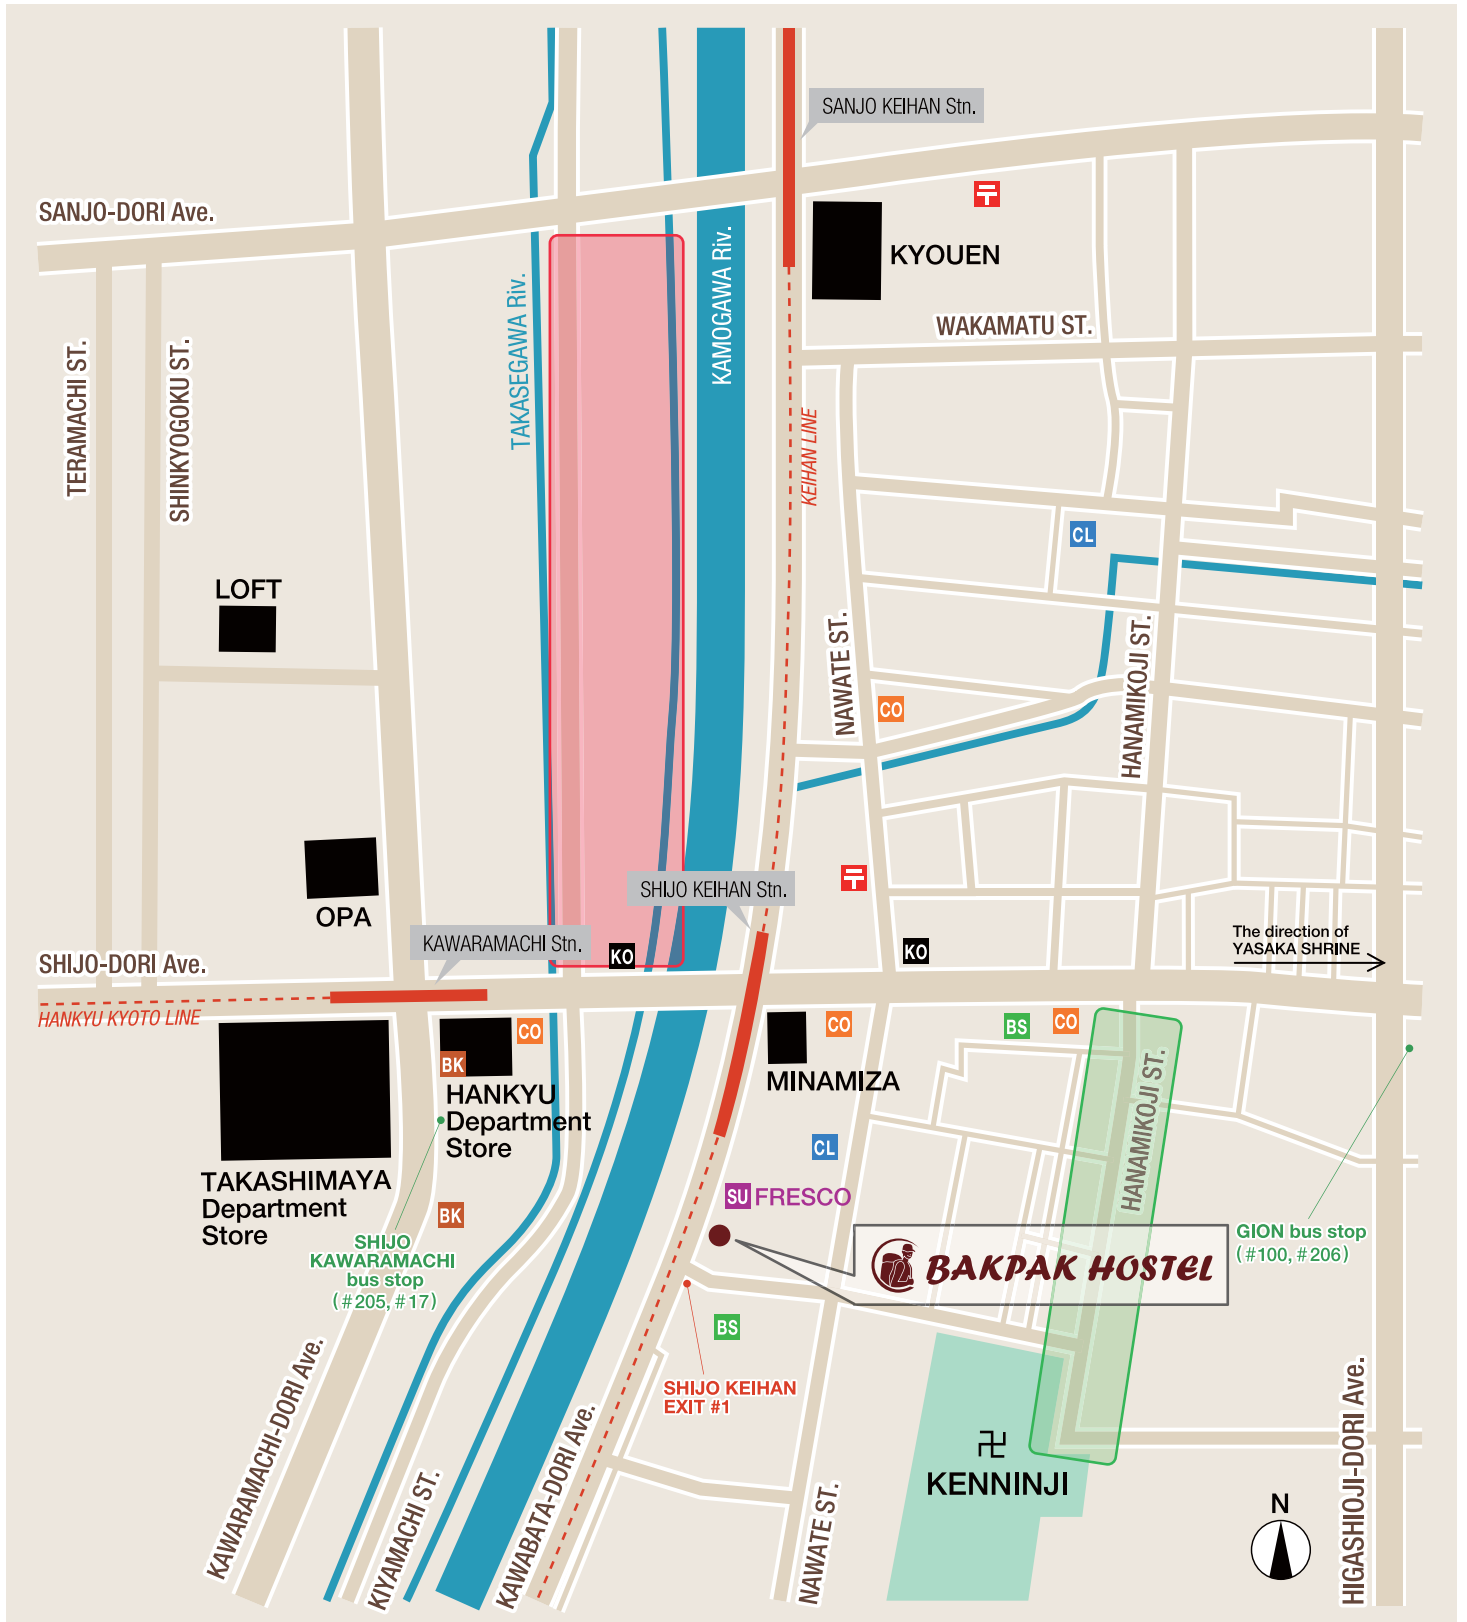 SANJO KEIHAN Stn.
〒
SANJO-DORI Ave.
KYOUEN
KAMOGAWA Riv.
TAKASEGAWA Riv.
WAKAMATU ST.
TERAMACHI ST.
SHINKYOGOKU ST.
KEIHAN LINE
CL
LOFT
NAWATE ST.
HANAMIKOJI ST.
CO
OPA
SHIJO KEIHAN Stn.
〒
KAWARAMACHI Stn.
KO
KO
The direction of
YASAKA SHRINE
SHIJO-DORI Ave.
HANKYU KYOTO LINE
CO
CO
BS
CO
BK
HANKYU
Department
Store
MINAMIZA
HANAMIKOJI ST.
TAKASHIMAYA
Department
Store
CL
SU FRESCO
BK
SHIJO
KAWARAMACHI
bus stop
(#205, #17)
BAKPAK HOSTEL
GION bus stop
(#100, #206)
BS
SHIJO KEIHAN
EXIT #1
KAWARAMACHI-DORI Ave.
KIYAMACHI ST.
KAWABATA-DORI Ave.
NAWATE ST.
卍
KENNINJI
HIGASHIOJI-DORI Ave.
N